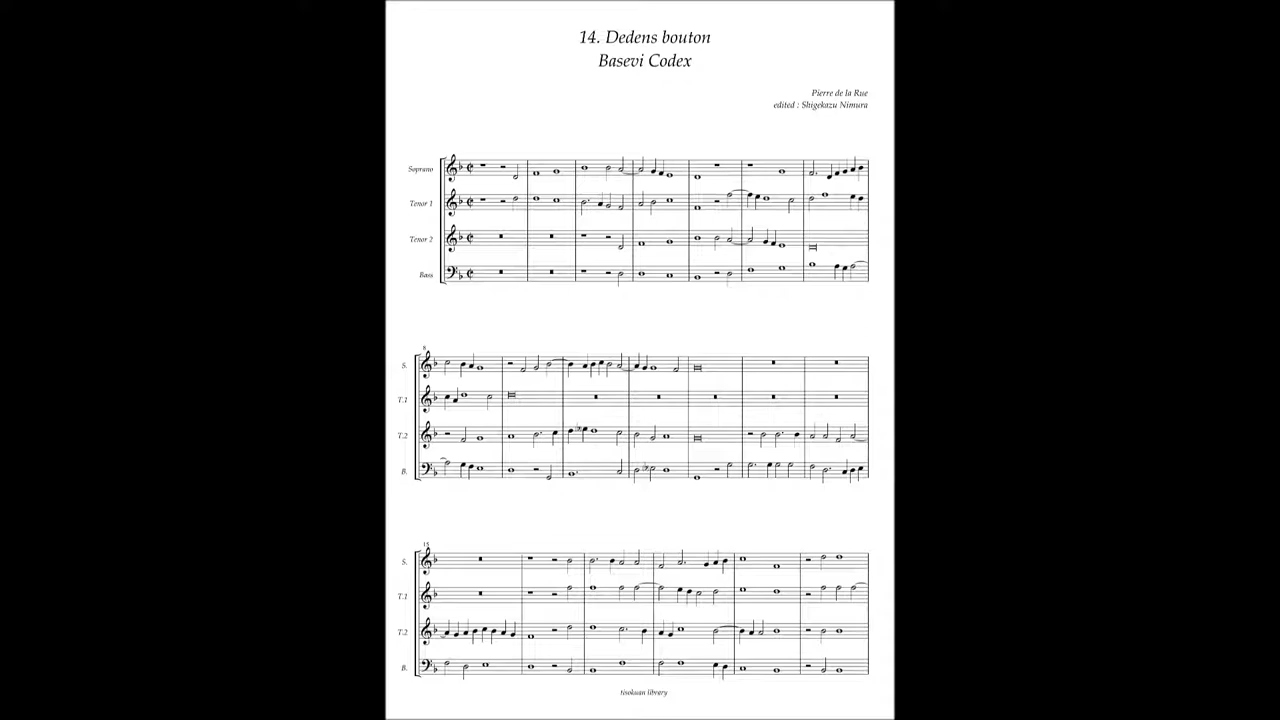 14. Dedens bouton
Basevi Codex
Pierre de la Rue
edited : Shigekazu Nimura
Soprano
Tenor 1
Tenor 2
Bass
8
S.
T.1
T.2
B.
15
S.
T.1
T.2
B.
tisokuan library